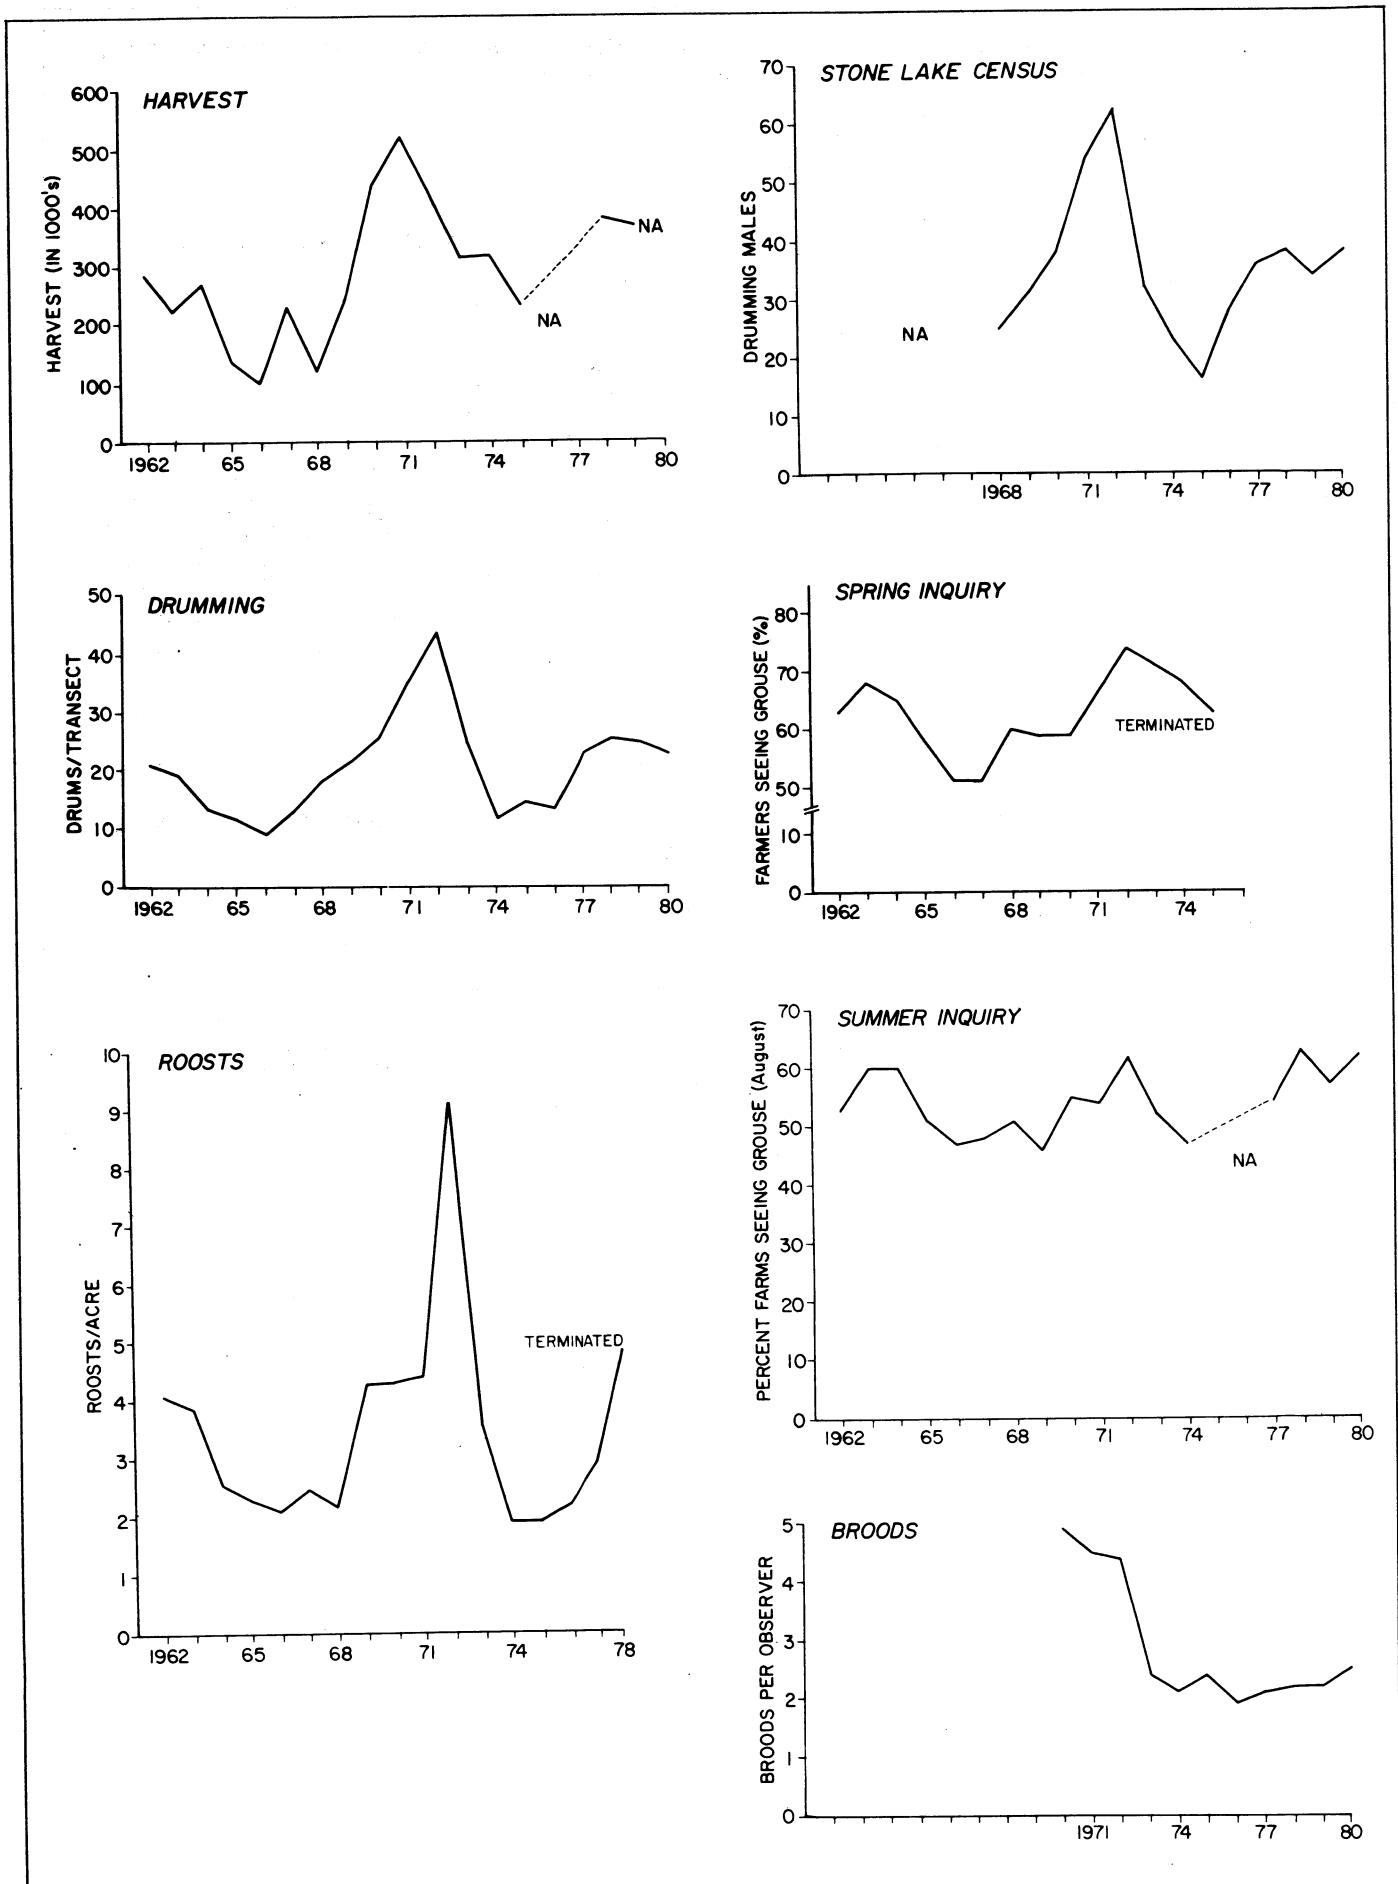 HARVEST
HARVEST (IN 1000's)
600
500
400
300
200
100
0
NA
NA
1962 65 68 71 74 77 80
STONE LAKE CENSUS
DRUMMING MALES
70
60
50
40
30
20
10
0
NA
1968 71 74 77 80
DRUMMING
DRUMS/TRANSECT
50
40
30
20
10
0
1962 65 68 71 74 77 80
SPRING INQUIRY
FARMERS SEEING GROUSE (%)
80
70
60
50
10
0
TERMINATED
1962 65 68 71 74
ROOSTS
ROOSTS/ACRE
10
9
8
7
6
5
4
3
2
1
0
TERMINATED
1962 65 68 71 74 78
SUMMER INQUIRY
PERCENT FARMS SEEING GROUSE (August)
70
60
50
40
30
20
10
0
NA
1962 65 68 71 74 77 80
BROODS
BROODS PER OBSERVER
5
4
3
2
1
0
1971 74 77 80